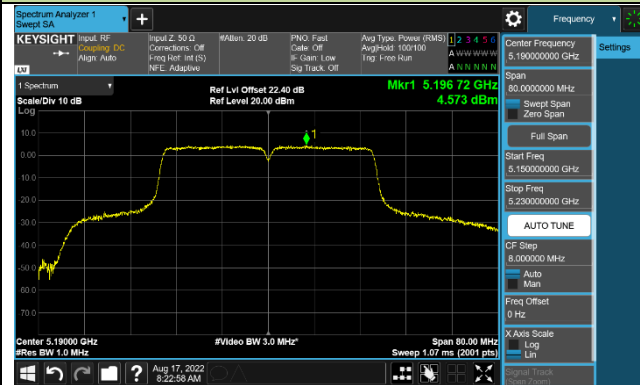 Spectrum Analyzer 1
Swept SA
+
Frequency
KEYSIGHT
Input: RF
Coupling: DC
Align: Auto
Input Z: 50 Ω
Corrections: Off
Freq Ref: Int (S)
NFE: Adaptive
#Atten: 20 dB
PNO: Fast
Gate: Off
IF Gain: Low
Sig Track: Off
Avg Type: Power (RMS)
Avg|Hold: 100/100
Trig: Free Run
1 2 3 4 5 6
A W W W W W
A N N N N N
LXI
1 Spectrum
Scale/Div 10 dB
Ref Lvl Offset 22.40 dB
Ref Level 20.00 dBm
Mkr1 5.196 72 GHz
4.573 dBm
Log
10.0
0.00
-10.0
-20.0
-30.0
-40.0
-50.0
-60.0
-70.0
1
Center 5.19000 GHz
#Res BW 1.0 MHz
#Video BW 3.0 MHz*
Span 80.00 MHz
Sweep 1.07 ms (2001 pts)
Center Frequency
5.190000000 GHz
Settings
Span
80.0000000 MHz
Swept Span
Zero Span
Full Span
Start Freq
5.150000000 GHz
Stop Freq
5.230000000 GHz
AUTO TUNE
CF Step
8.000000 MHz
Auto
Man
Freq Offset
0 Hz
X Axis Scale
Log
Lin
Signal Track
(Span Zoom)
?
Aug 17, 2022
8:22:58 AM